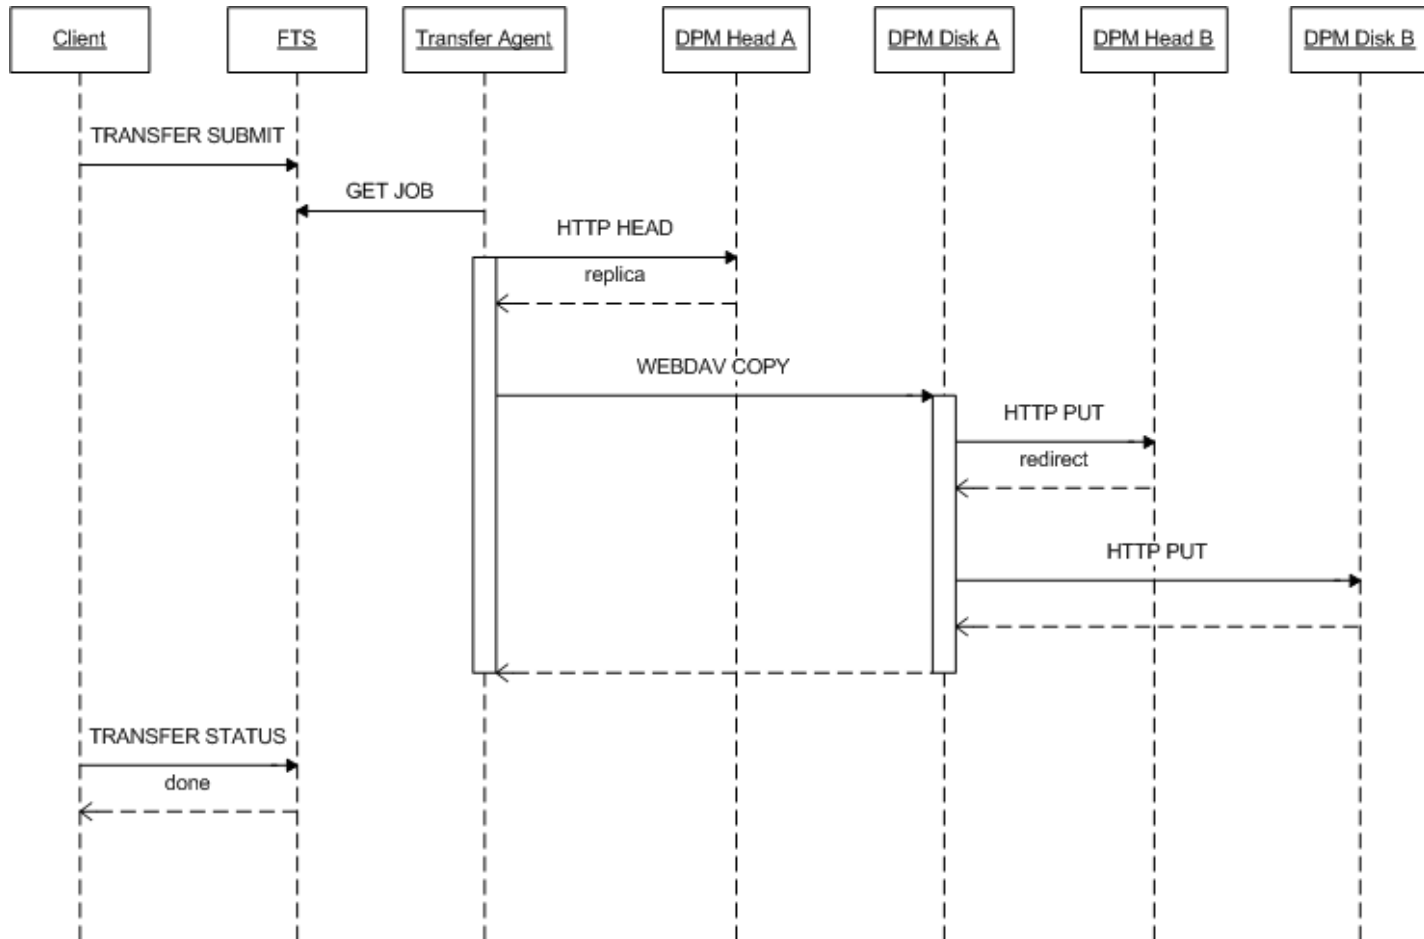 Client
FTS
Transfer Agent
DPM Head A
DPM Disk A
DPM Head B
DPM Disk B
TRANSFER SUBMIT
GET JOB
HTTP HEAD
replica
WEBDAV COPY
HTTP PUT
redirect
HTTP PUT
TRANSFER STATUS
done